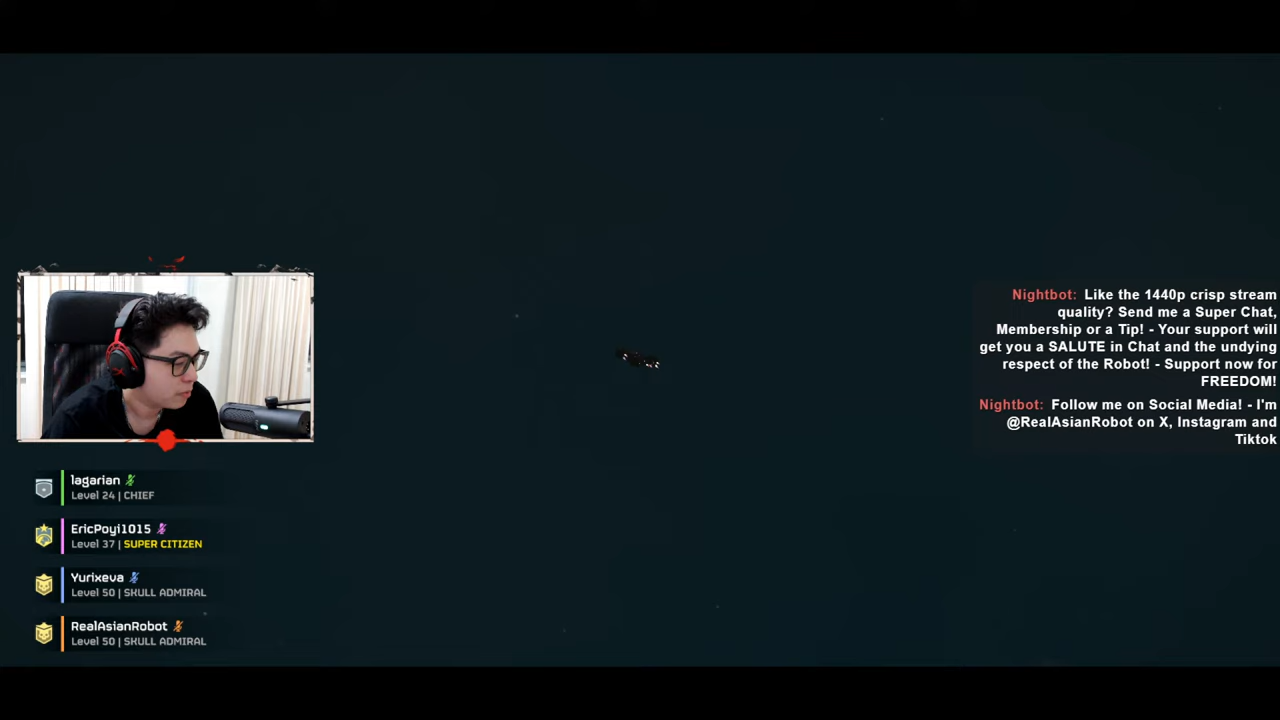 Nightbot: Like the 1440p crisp stream
quality? Send me a Super Chat,
Membership or a Tip! - Your support will
get you a SALUTE in Chat and the undying
respect of the Robot! - Support now for
FREEDOM!
Nightbot: Follow me on Social Media! - I'm
@RealAsianRobot on X, Instagram and
Tiktok
lagarian
Level 24 | CHIEF
EricPoyi1015
Level 37 | SUPER CITIZEN
Yurixeva
Level 50 | SKULL ADMIRAL
RealAsianRobot
Level 50 | SKULL ADMIRAL